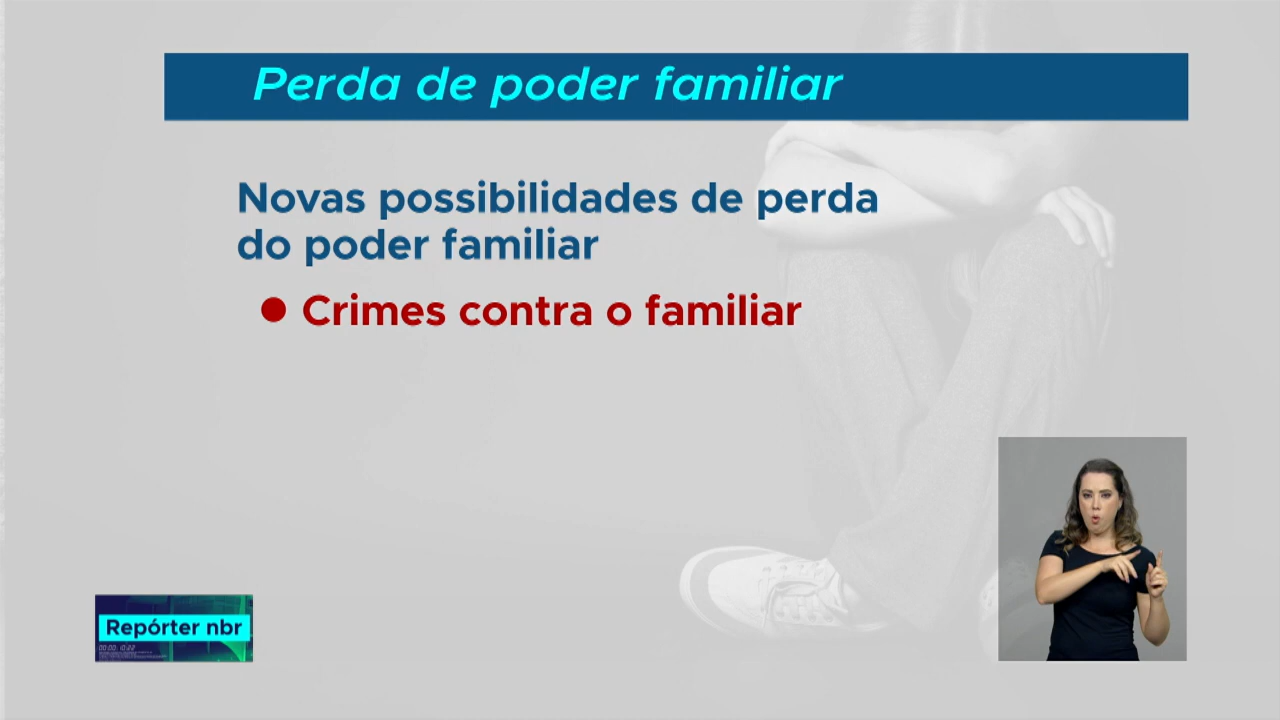 Perda de poder familiar
Novas possibilidades de perda
do poder familiar
Crimes contra o familiar
Repórter nbr